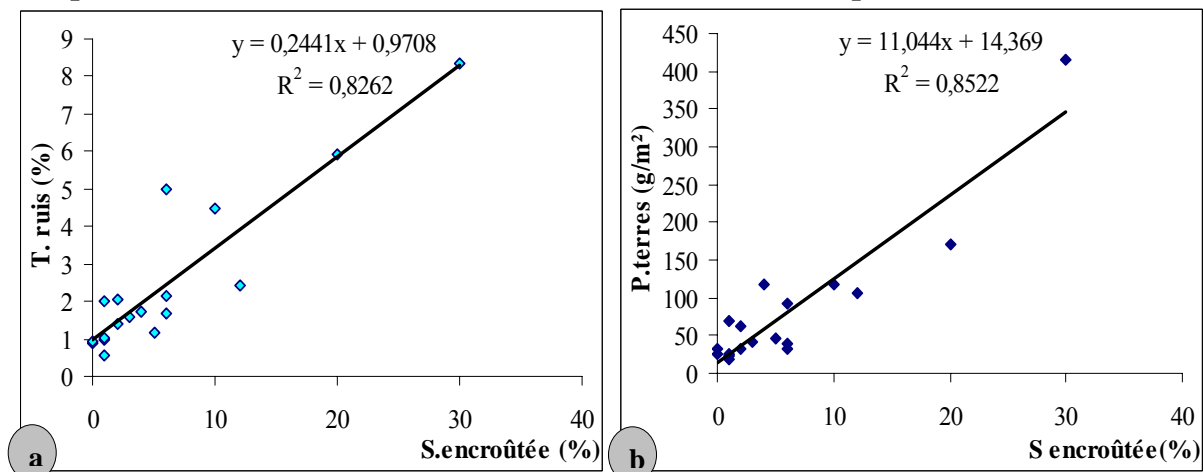 y = 0,2441x + 0,9708
R² = 0,8262
T. ruis (%)
9
8
7
6
5
4
3
2
1
0
0 10 20 30 40
S.encroûtée (%)
a
y = 11,044x + 14,369
R² = 0,8522
P.terres (g/m²)
450
400
350
300
250
200
150
100
50
0
0 10 20 30 40
S encroûtée(%)
b